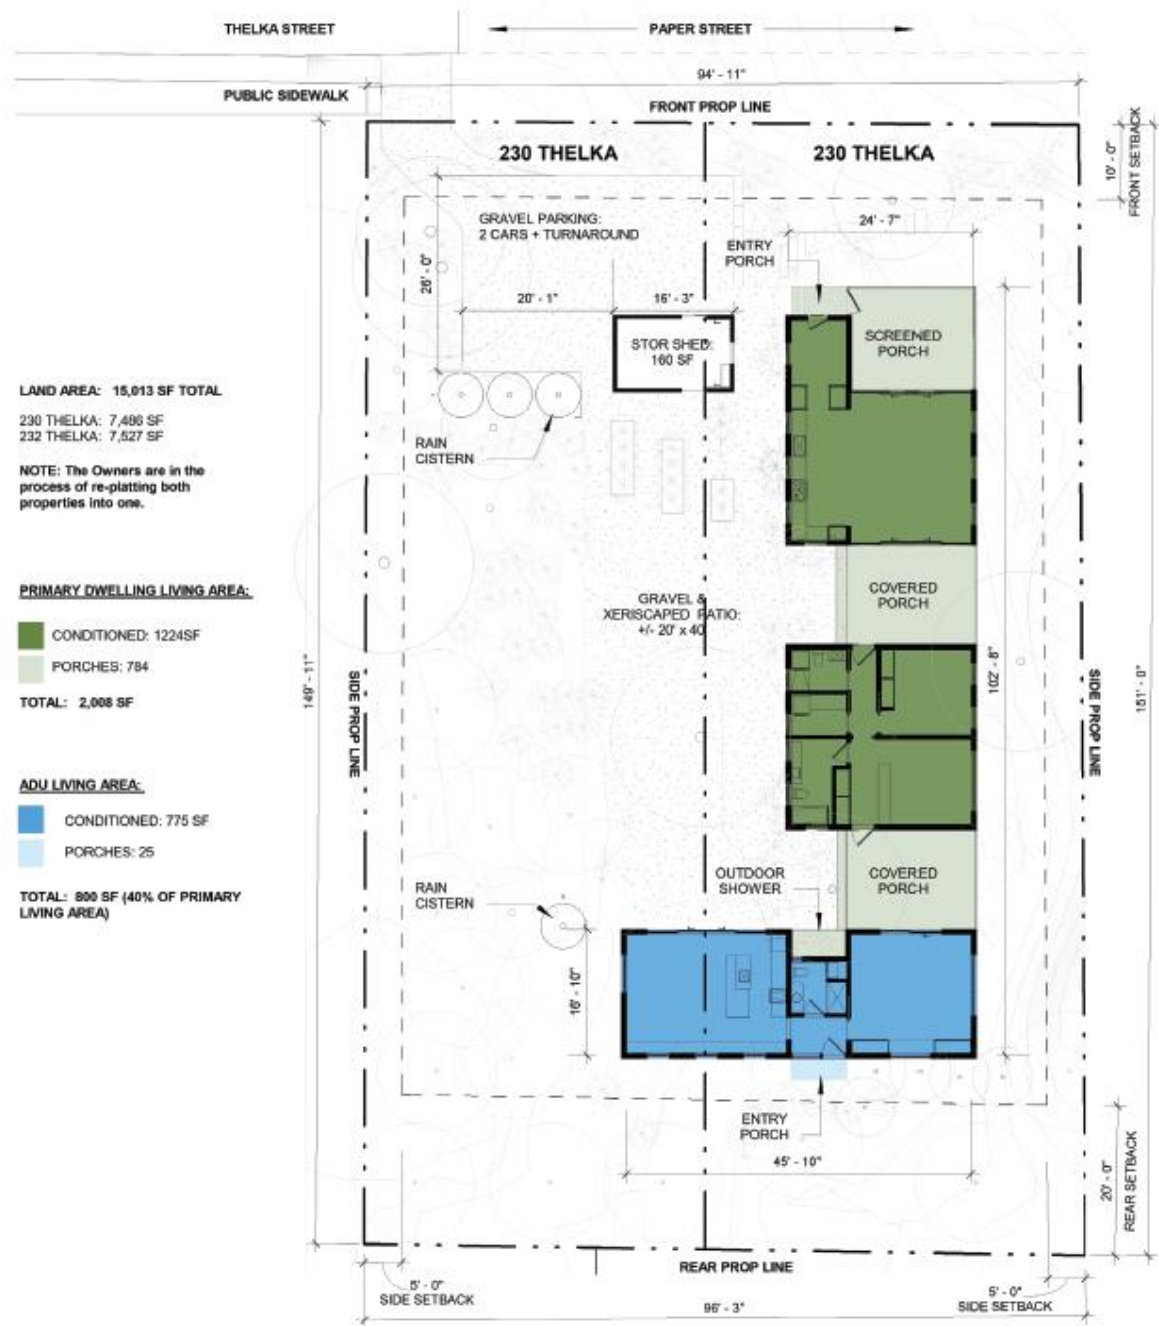 THELKA STREET
PAPER STREET
94' - 11"
PUBLIC SIDEWALK
FRONT PROP LINE
230 THELKA
230 THELKA
10' - 0"
FRONT SETBACK
GRAVEL PARKING:
2 CARS + TURNAROUND
24' - 7"
ENTRY
PORCH
26' - 0"
20' - 1"
16' - 3"
STOR SHED:
160 SF
SCREENED
PORCH
LAND AREA: 15,013 SF TOTAL
230 THELKA: 7,486 SF
232 THELKA: 7,527 SF
RAIN
CISTERN
NOTE: The Owners are in the
process of re-platting both
properties into one.
PRIMARY DWELLING LIVING AREA:
CONDITIONED: 1224SF
PORCHES: 784
TOTAL: 2,008 SF
GRAVEL &
XERISCAPED PATIO:
+/- 20' x 40'
COVERED
PORCH
149' - 11"
SIDE PROP LINE
102' - 8"
SIDE PROP LINE
151' - 0"
ADU LIVING AREA:
CONDITIONED: 775 SF
PORCHES: 25
TOTAL: 800 SF (40% OF PRIMARY
LIVING AREA)
RAIN
CISTERN
OUTDOOR
SHOWER
COVERED
PORCH
16' - 10"
ENTRY
PORCH
45' - 10"
20' - 0"
REAR SETBACK
REAR PROP LINE
5' - 0"
SIDE SETBACK
5' - 0"
SIDE SETBACK
96' - 3"